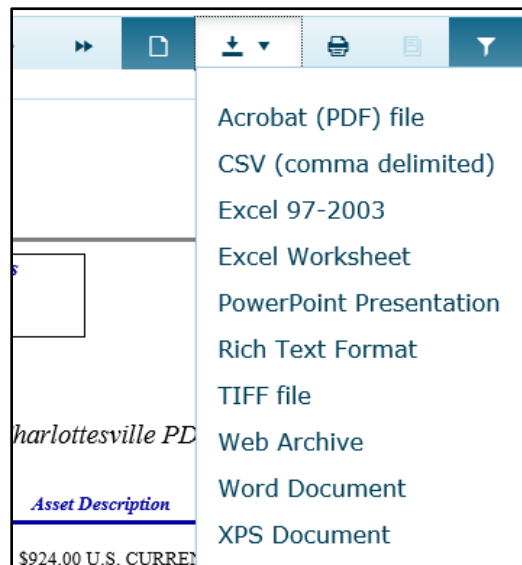 Acrobat (PDF) file
CSV (comma delimited)
Excel 97-2003
Excel Worksheet
PowerPoint Presentation
Rich Text Format
TIFF file
Web Archive
Word Document
XPS Document
s
harlottesville PD
Asset Description
$924.00 U.S. CURREN